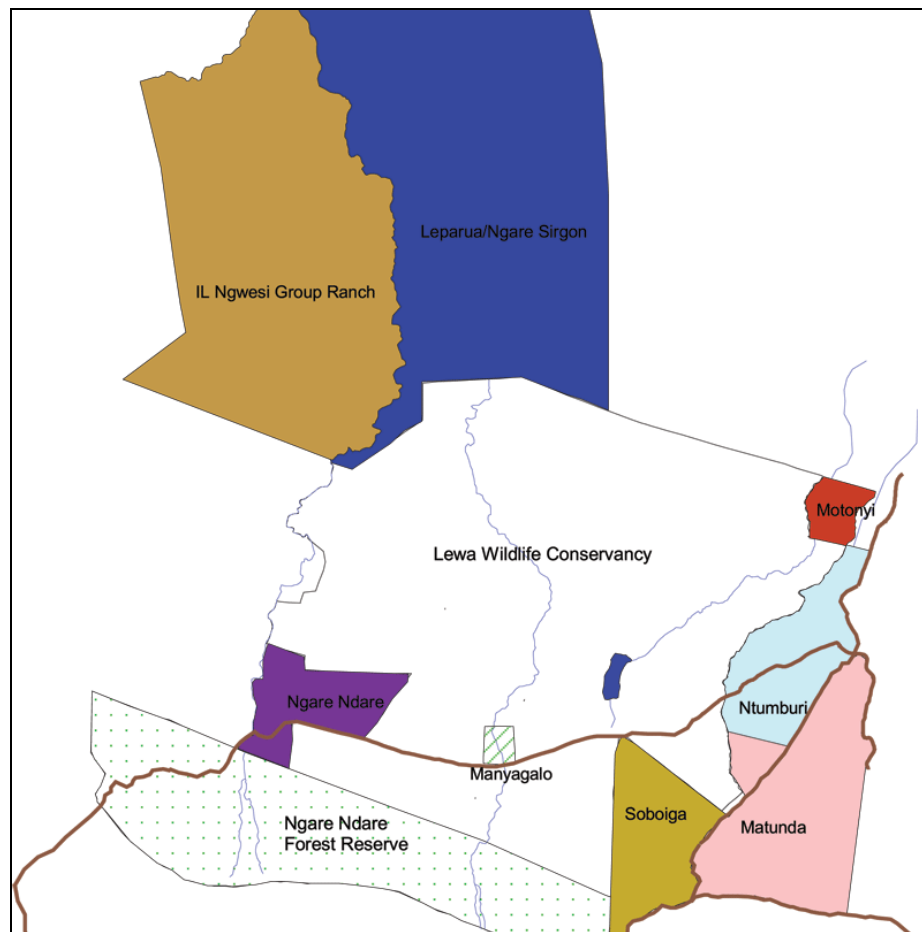 Leparua/Ngare Sirgon
IL Ngwesi Group Ranch
Motonyi
Lewa Wildlife Conservancy
Ngare Ndare
Ntumburi
Manyagalo
Soboiga
Matunda
Ngare Ndare
Forest Reserve